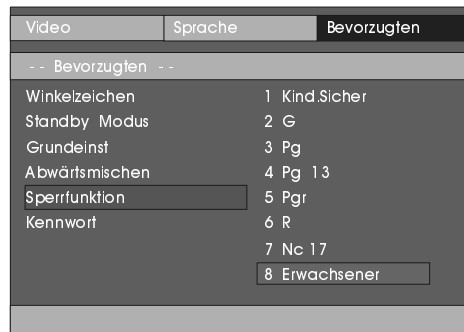 Video Sprache Bevorzugten
-- Bevorzugten --
Winkelzeichen 1 Kind.Sicher
Standby Modus 2 G
Grundeinst 3 Pg
Abwärtsmischen 4 Pg 13
Sperrfunktion 5 Pgr
Kennwort 6 R
7 Nc 17
8 Erwachsener